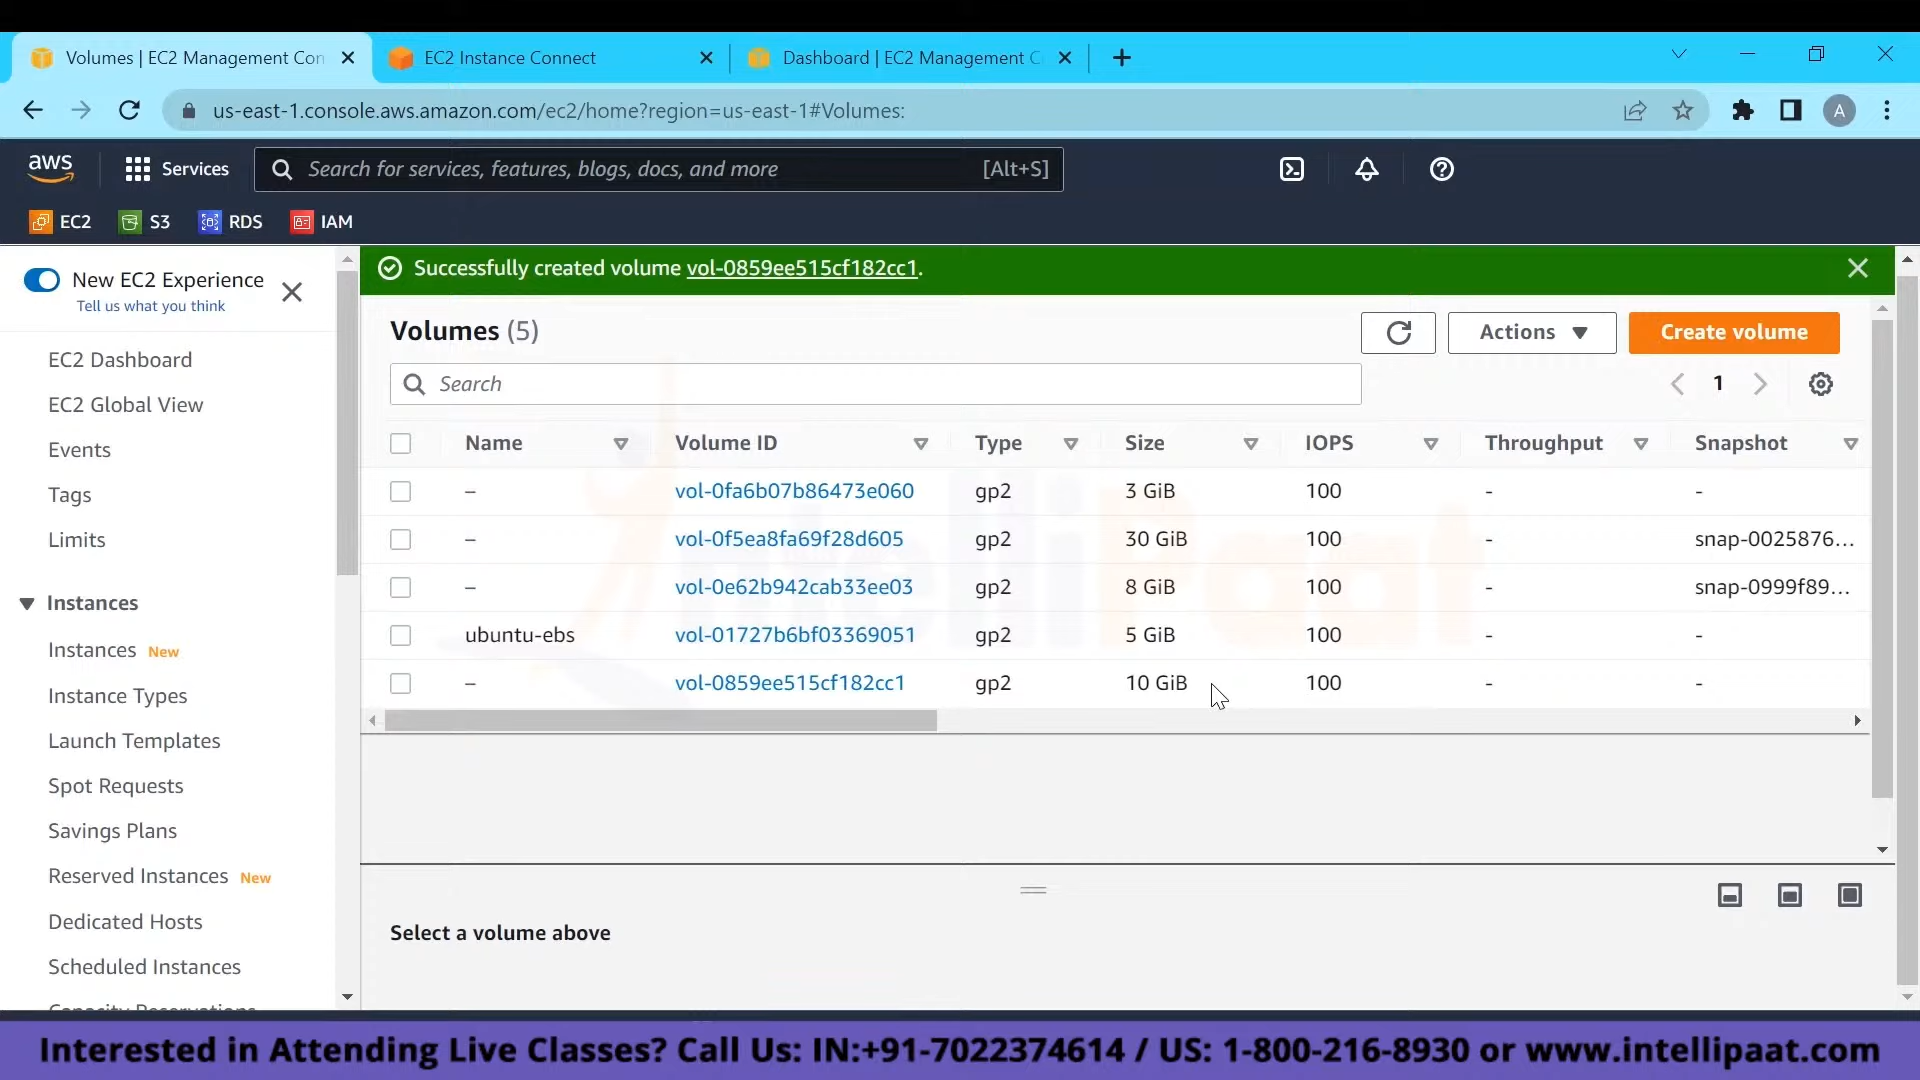 Volumes | EC2 Management Con
EC2 Instance Connect
Dashboard | EC2 Management C
us-east-1.console.aws.amazon.com/ec2/home?region=us-east-1#Volumes:
A
aws
Services
Search for services, features, blogs, docs, and more
[Alt+S]
EC2
S3
RDS
IAM
New EC2 Experience
Tell us what you think
EC2 Dashboard
EC2 Global View
Events
Tags
Limits
Instances
Instances New
Instance Types
Launch Templates
Spot Requests
Savings Plans
Reserved Instances New
Dedicated Hosts
Scheduled Instances
Capacity Reservations
Successfully created volume vol-0859ee515cf182cc1.
Volumes (5)
Actions
Create volume
Search
1
Name Volume ID Type Size IOPS Throughput Snapshot
– vol-0fa6b07b86473e060 gp2 3 GiB 100 - -
– vol-0f5ea8fa69f28d605 gp2 30 GiB 100 - snap-0025876...
– vol-0e62b942cab33ee03 gp2 8 GiB 100 - snap-0999f89...
ubuntu-ebs vol-01727b6bf03369051 gp2 5 GiB 100 - -
– vol-0859ee515cf182cc1 gp2 10 GiB 100 - -
Select a volume above
IntelliPaat
Interested in Attending Live Classes? Call Us: IN:+91-7022374614 / US: 1-800-216-8930 or www.intellipaat.com